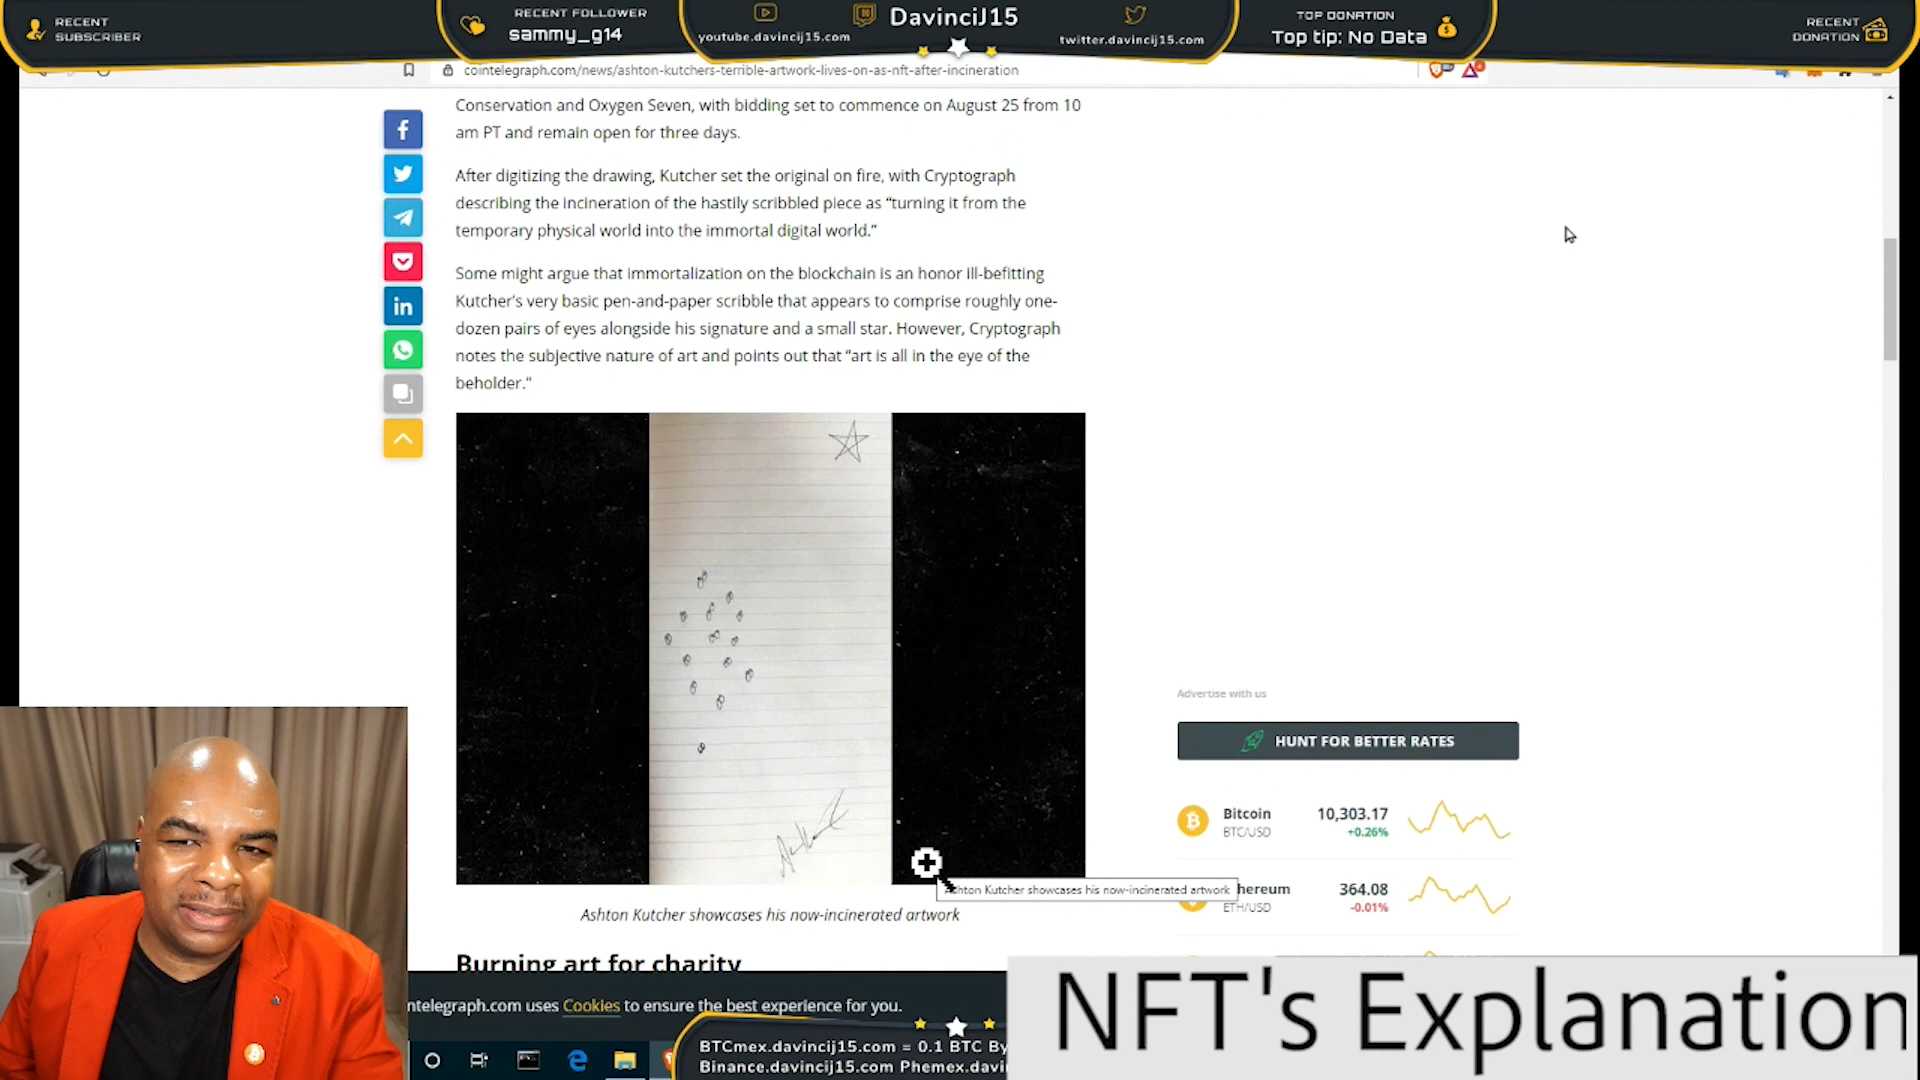 RECENT
SUBSCRIBER
RECENT FOLLOWER
sammy_g14
youtube.davincij15.com
DavinciJ15
twitter.davincij15.com
TOP DONATION
Top tip: No Data
RECENT
DONATION
cointelegraph.com/news/ashton-kutchers-terrible-artwork-lives-on-as-nft-after-incineration
Conservation and Oxygen Seven, with bidding set to commence on August 25 from 10
am PT and remain open for three days.
After digitizing the drawing, Kutcher set the original on fire, with Cryptograph
describing the incineration of the hastily scribbled piece as “turning it from the
temporary physical world into the immortal digital world.”
Some might argue that immortalization on the blockchain is an honor ill-befitting
Kutcher’s very basic pen-and-paper scribble that appears to comprise roughly one-
dozen pairs of eyes alongside his signature and a small star. However, Cryptograph
notes the subjective nature of art and points out that “art is all in the eye of the
beholder."
Ashton Kutcher showcases his now-incinerated artwork
Ashton Kutcher showcases his now-incinerated artwork
Burning art for charity
Advertise with us
HUNT FOR BETTER RATES
Bitcoin 10,303.17
BTC/USD +0.26%
hereum 364.08
ETH/USD -0.01%
ntelegraph.com uses Cookies to ensure the best experience for you.
BTCmex.davincij15.com = 0.1 BTC By
Binance.davincij15.com Phemex.davi
NFT's Explanation